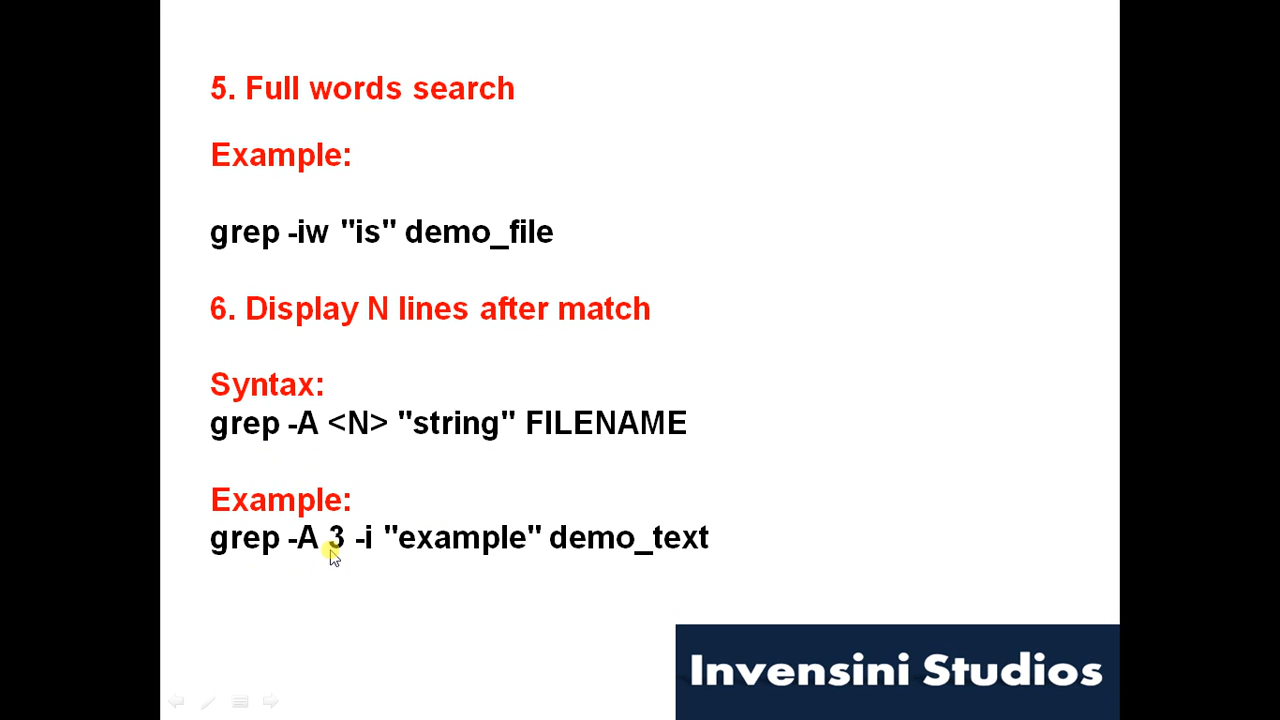 5. Full words search
Example:
grep -iw "is" demo_file
6. Display N lines after match
Syntax:
grep -A <N> "string" FILENAME
Example:
grep -A 3 -i "example" demo_text
Invensini Studios